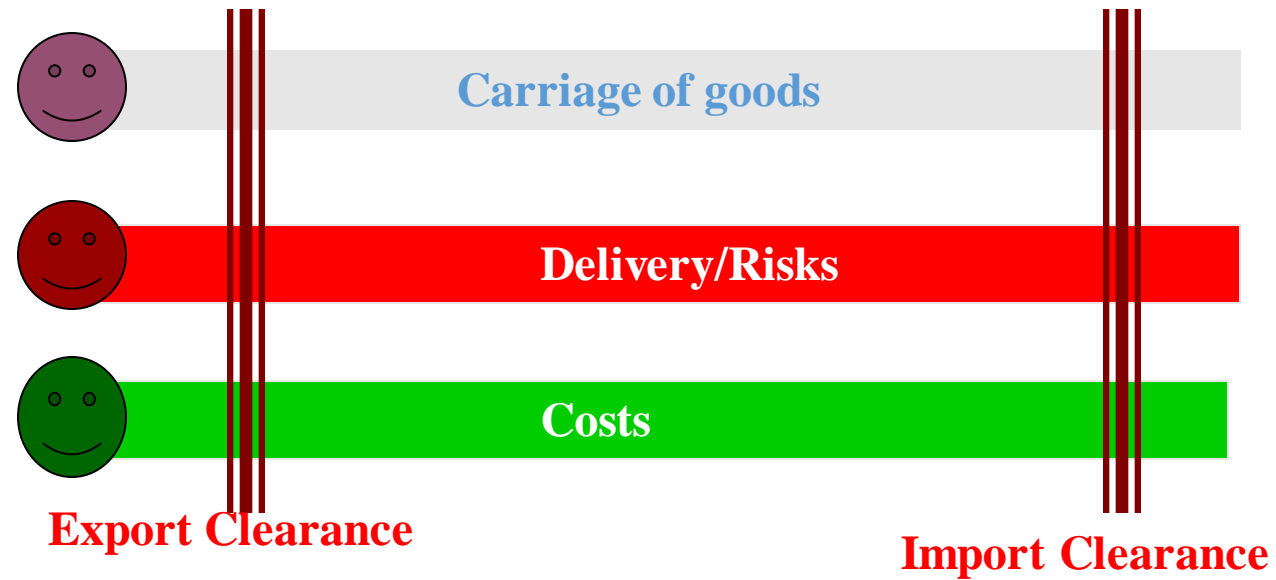 Carriage of goods
Delivery/Risks
Costs
Export Clearance
Import Clearance